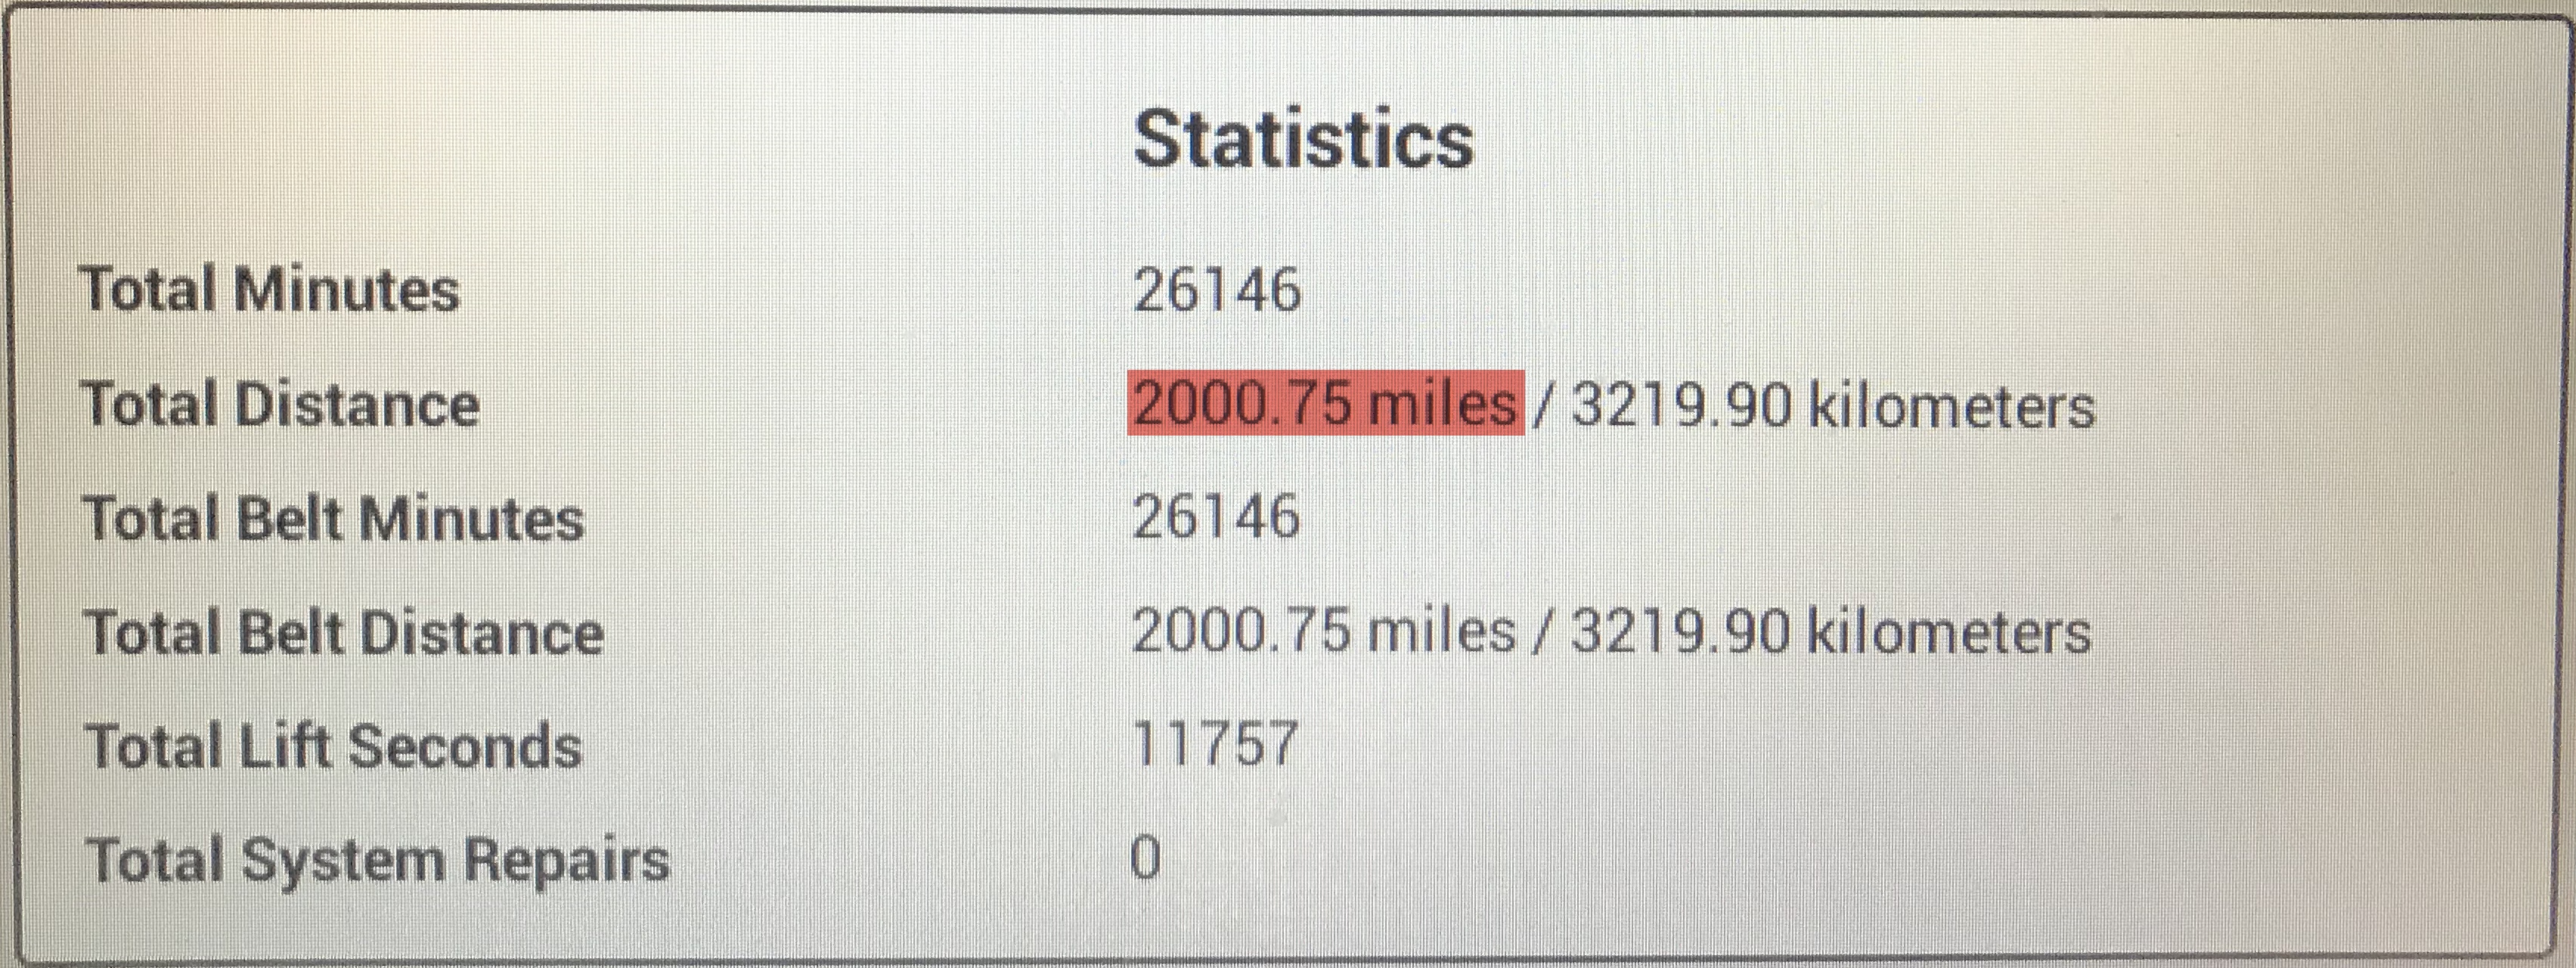 Statistics
Total Minutes 26146
Total Distance 2000.75 miles / 3219.90 kilometers
Total Belt Minutes 26146
Total Belt Distance 2000.75 miles / 3219.90 kilometers
Total Lift Seconds 11757
Total System Repairs 0